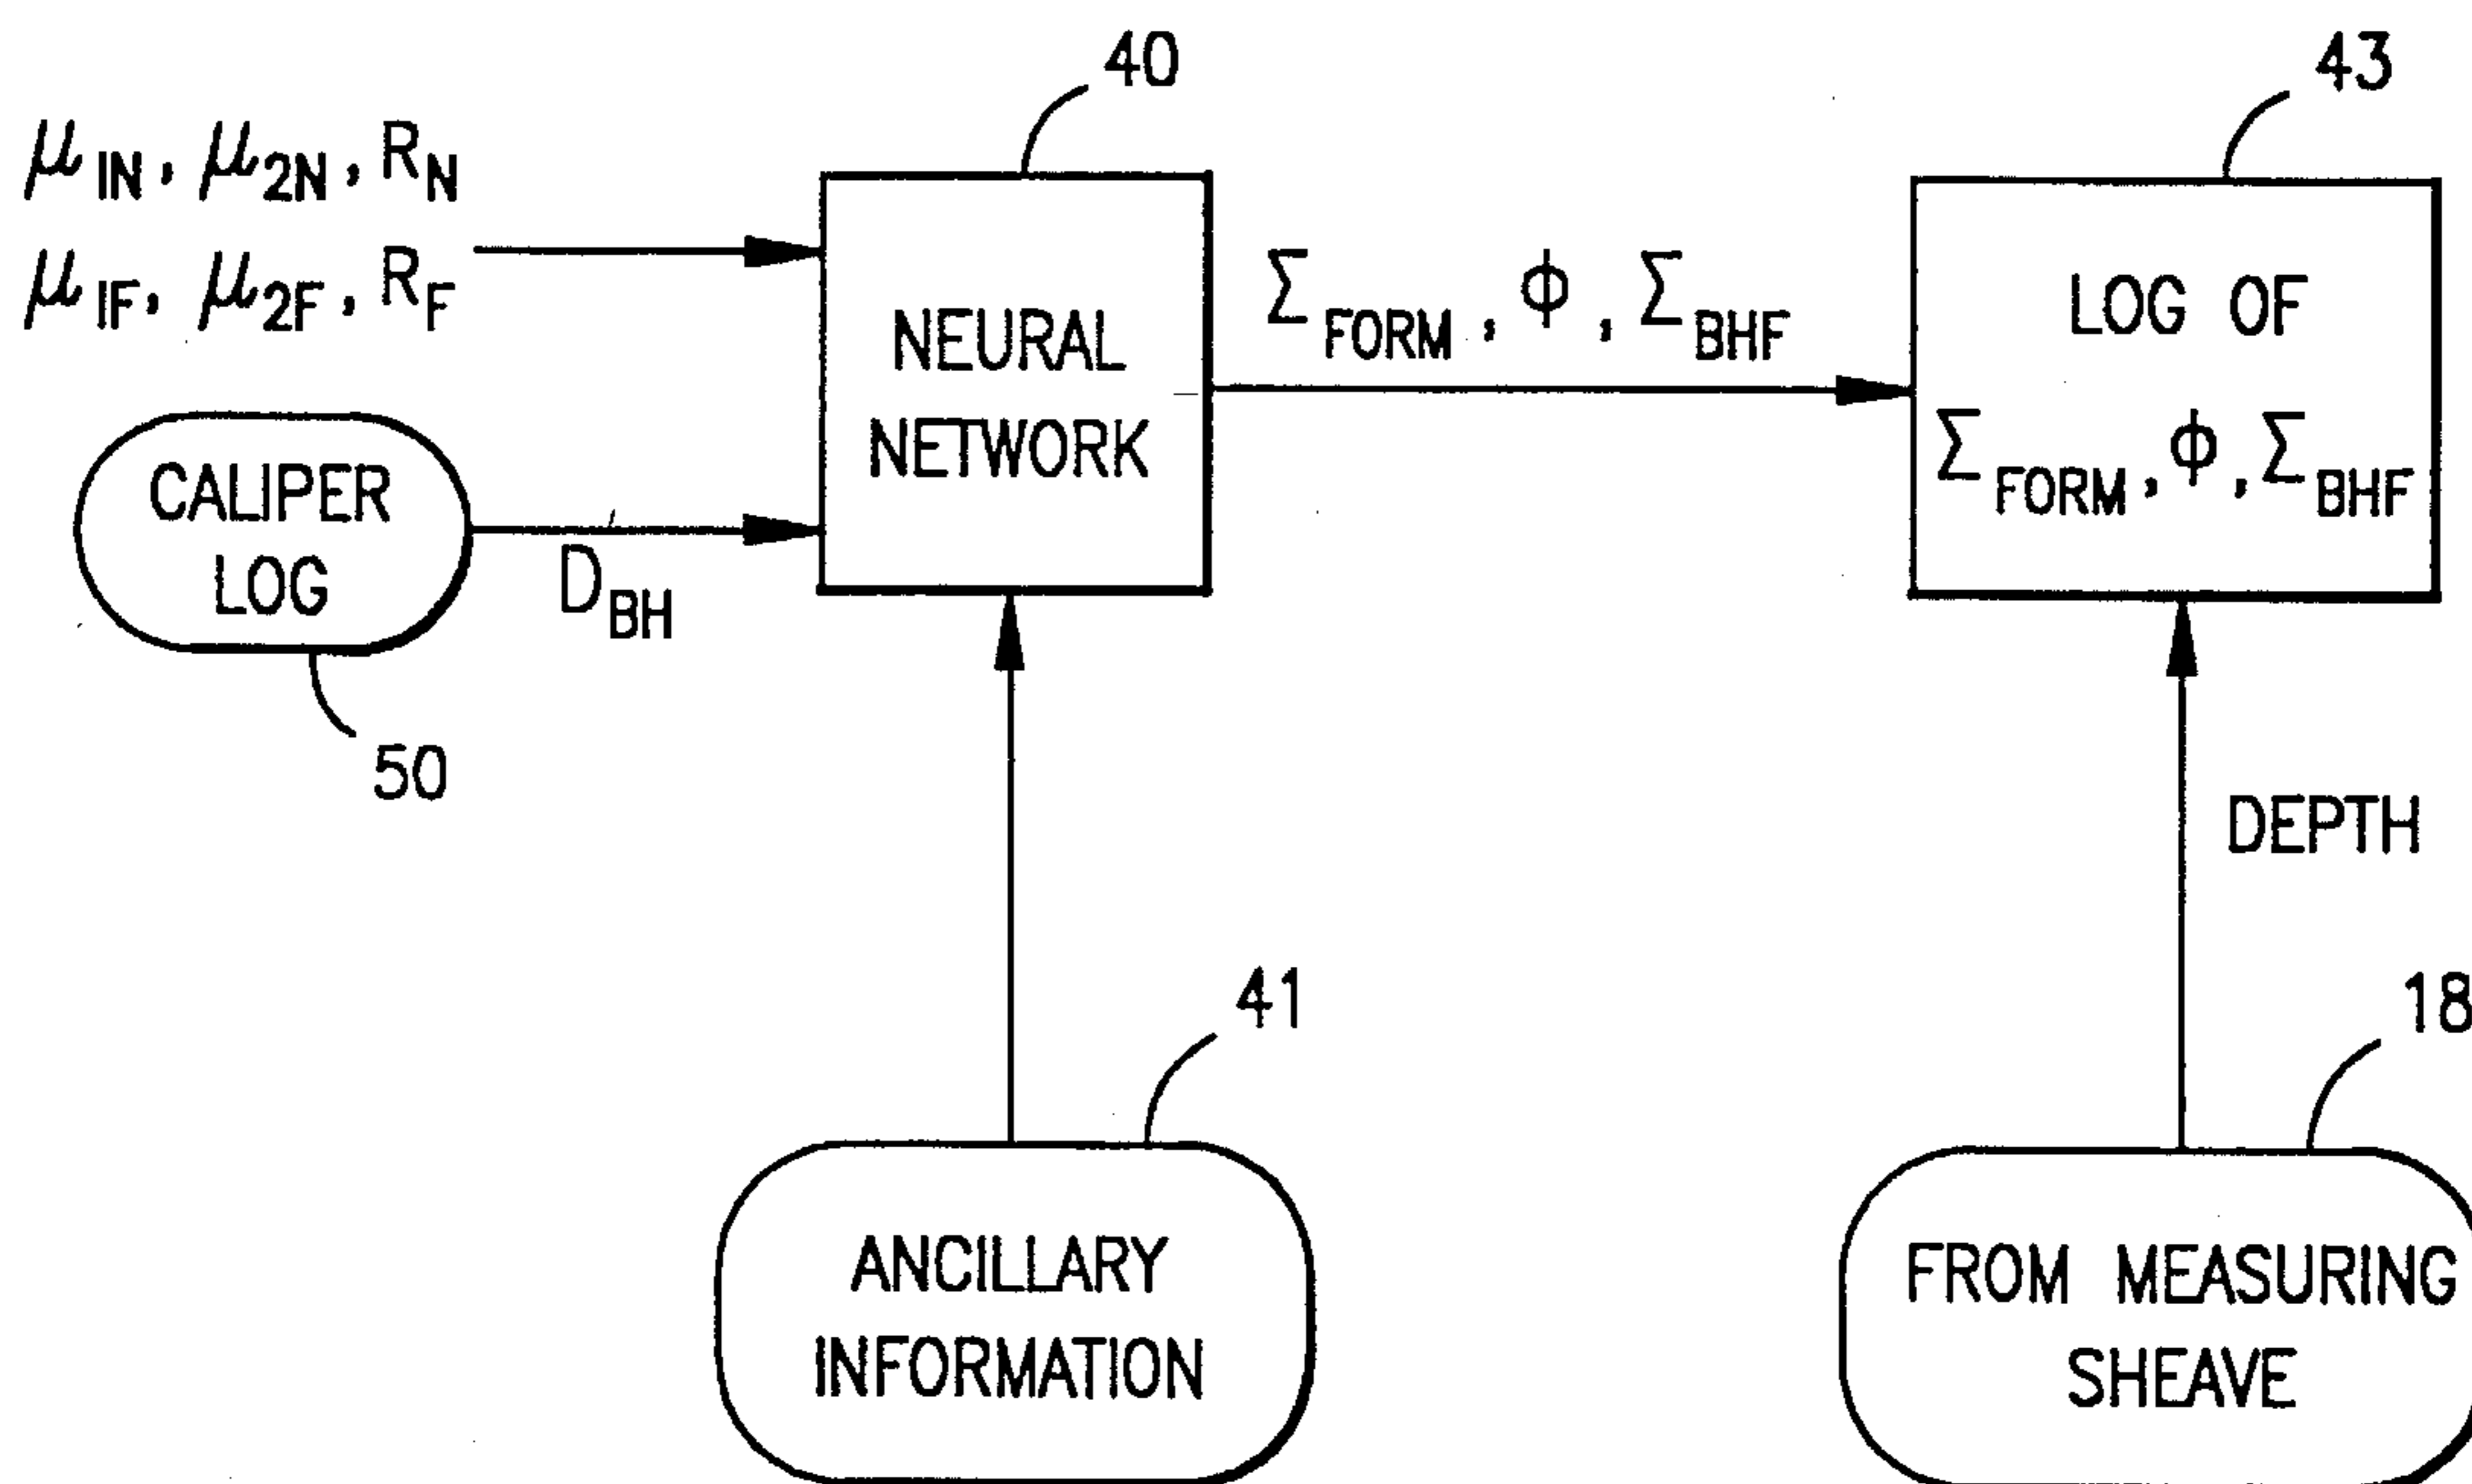 40
43
μ1N, μ2N, RN
μ1F, μ2F, RF
NEURAL
NETWORK
ΣFORM, ϕ, ΣBHF
LOG OF
ΣFORM, ϕ, ΣBHF
CALIPER
LOG
DBH
50
DEPTH
41
18
ANCILLARY
INFORMATION
FROM MEASURING
SHEAVE